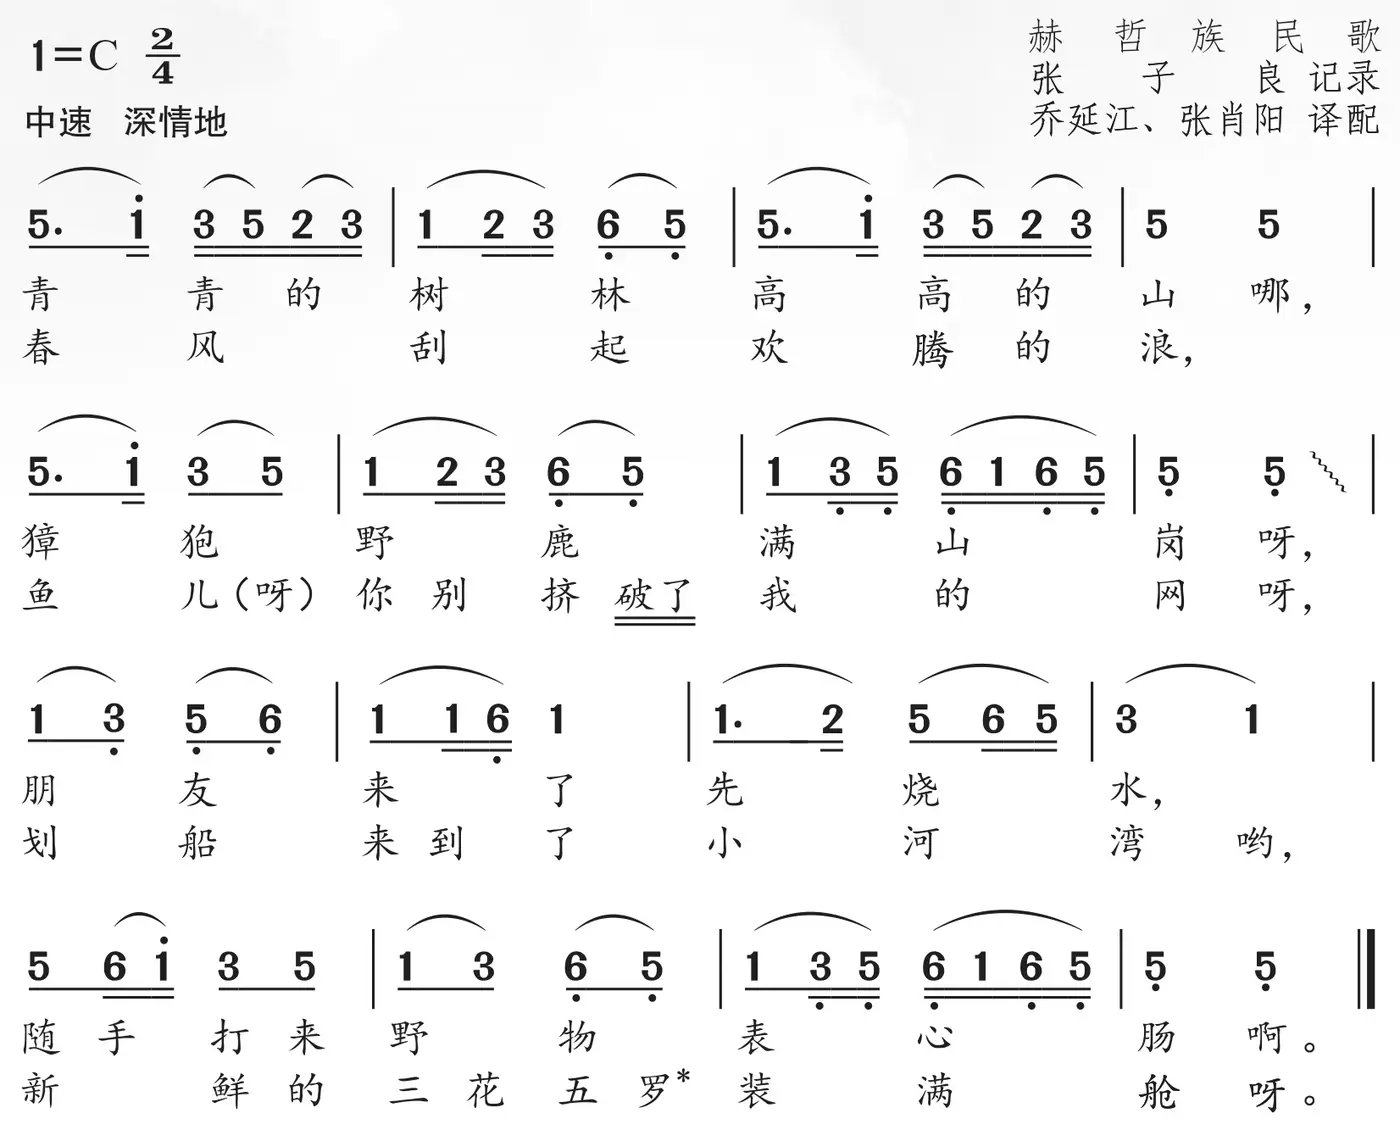 1=C 2/4
中速 深情地
赫哲族民歌
张子良 记录
乔延江、张肖阳 译配
5. i 3 5 2 3 | 1 2 3 6̣ 5̣ | 5. i 3 5 2 3 | 5 5 |
青 青 的 树 林 高 高 的 山 哪，
春 风 刮 起 欢 腾 的 浪，
5. i 3 5 | 1 2 3 6̣ 5̣ | 1 3̣ 5̣ 6̣ 1 6̣ 5̣ | 5̣ 5̣ |
獐 狍 野 鹿 满 山 岗 呀，
鱼 儿（呀）你 别 挤 破了 我 的 网 呀，
1 3̣ 5̣ 6̣ | 1 1 6̣ 1 | 1. 2 5 6 5 | 3 1 |
朋 友 来 了 先 烧 水，
划 船 来 到 了 小 河 湾 哟，
5 6 i 3 5 | 1 3 6̣ 5̣ | 1 3̣ 5̣ 6̣ 1 6̣ 5̣ | 5̣ 5̣ ‖
随 手 打 来 野 物 表 心 肠 啊。
新 鲜 的 三 花 五 罗* 装 满 舱 呀。